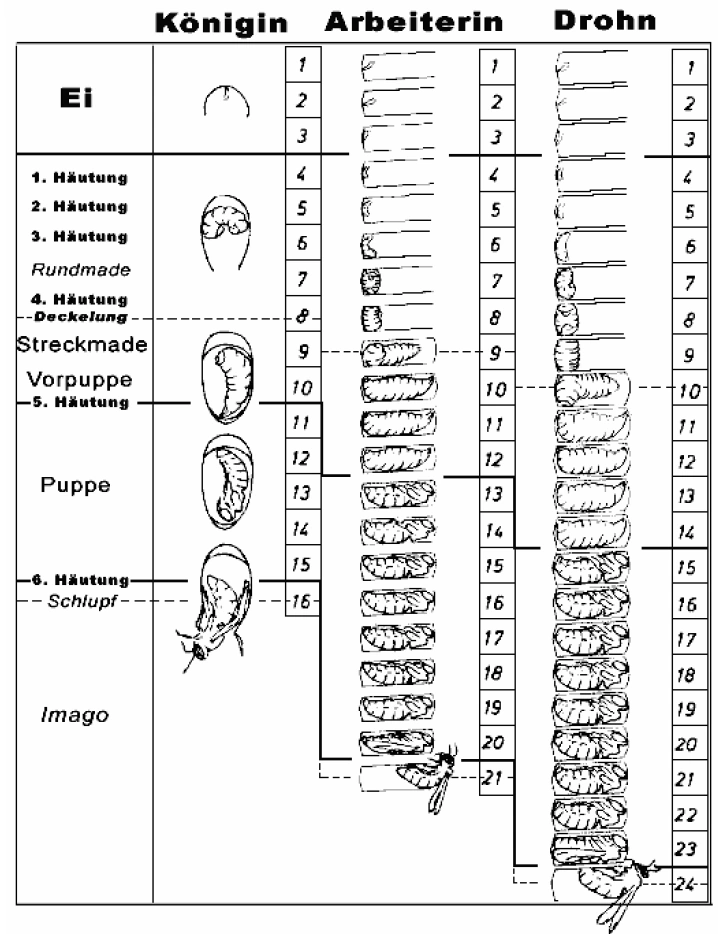 Königin Arbeiterin Drohn
1 1 1
Ei 2 2 2
3 3 3
1. Häutung 4 4 4
2. Häutung 5 5 5
3. Häutung 6 6 6
Rundmade 7 7 7
4. Häutung
Deckelung 8 8 8
Streckmade 9 9 9
Vorpuppe 10 10 10
5. Häutung
11 11 11
12 12 12
Puppe 13 13 13
14 14 14
15 15 15
6. Häutung
Schlupf 16 16 16
17 17
18 18
Imago 19 19
20 20
21 21
22
23
24